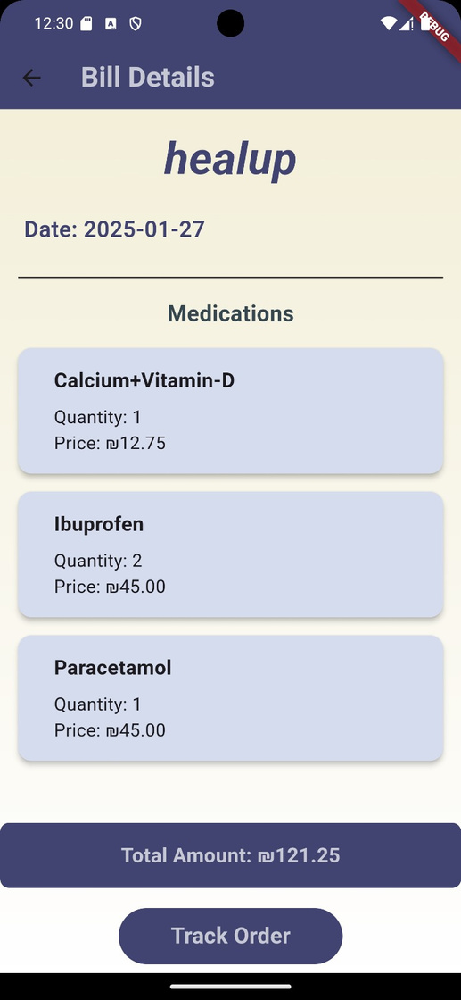 12:30
DEBUG
Bill Details
healup
Date: 2025-01-27
Medications
Calcium+Vitamin-D
Quantity: 1
Price: ₪12.75
Ibuprofen
Quantity: 2
Price: ₪45.00
Paracetamol
Quantity: 1
Price: ₪45.00
Total Amount: ₪121.25
Track Order